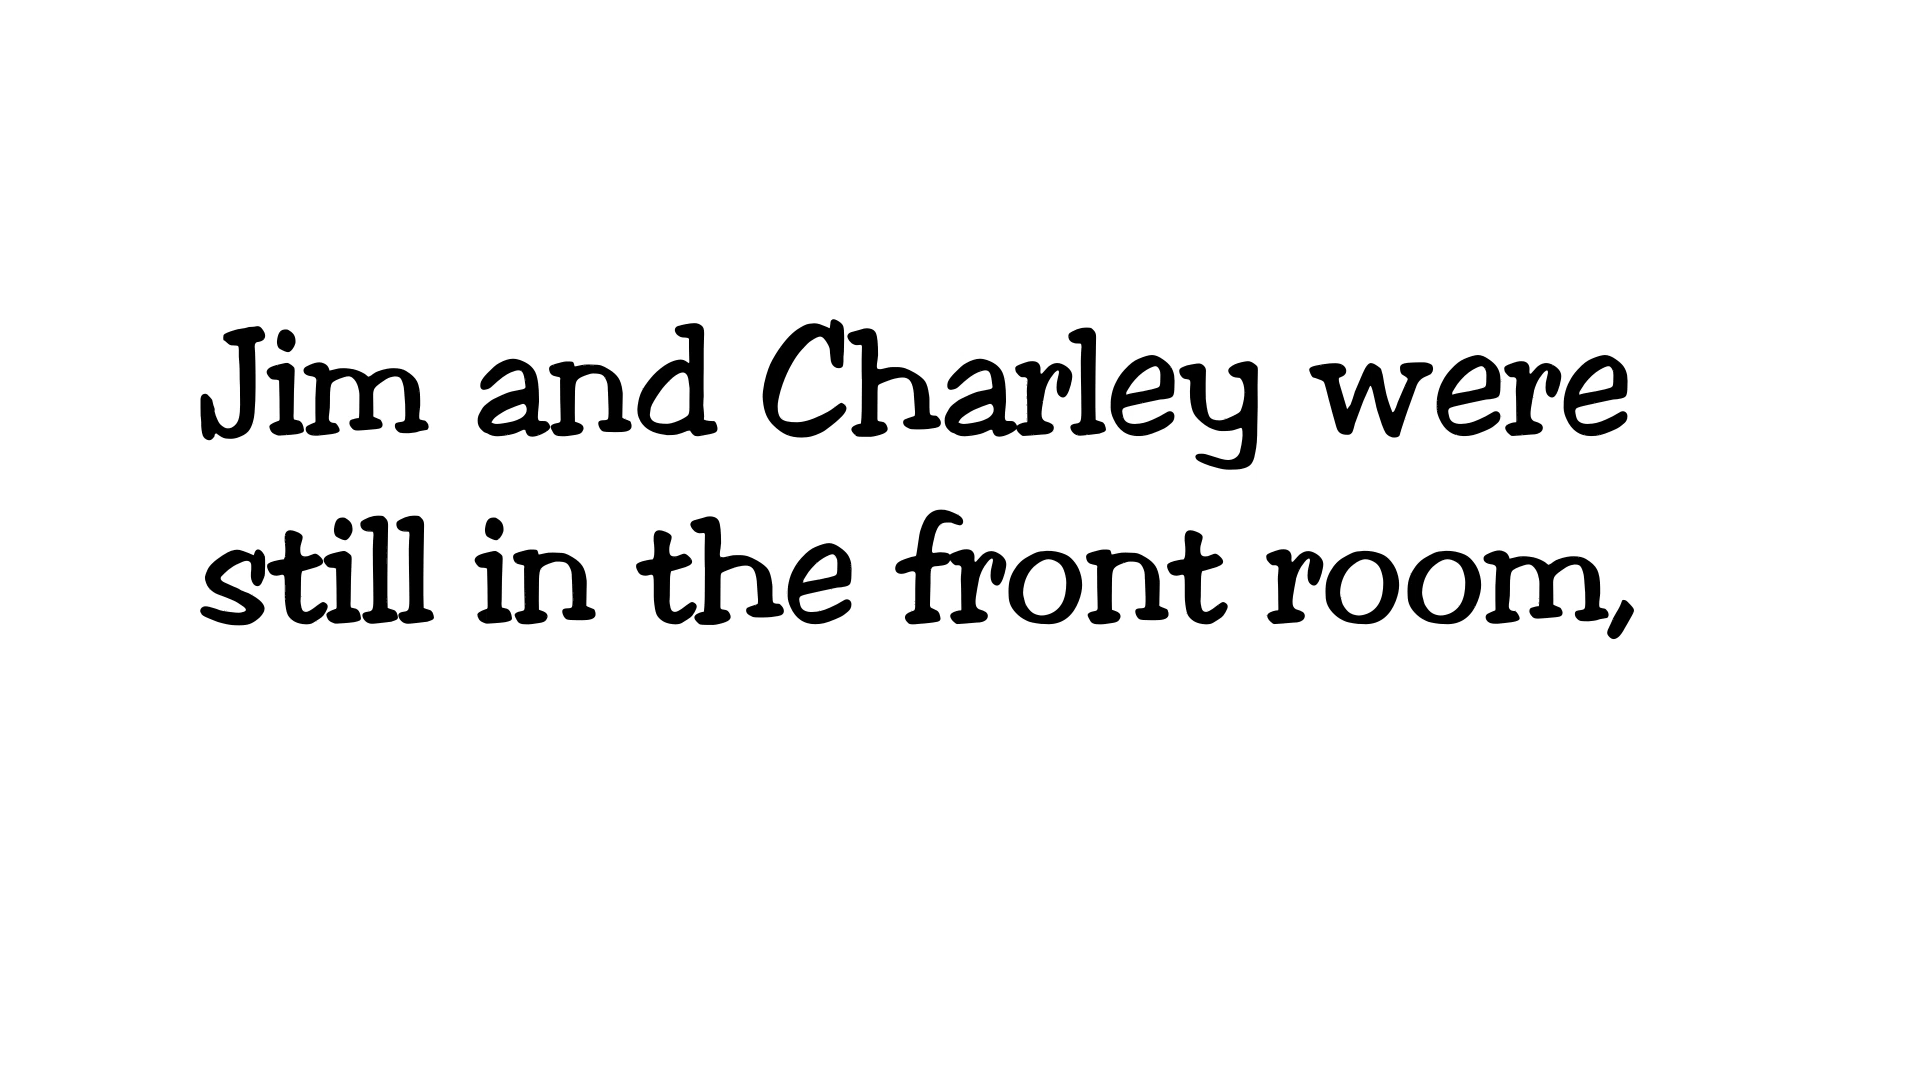 Jim and Charley were
still in the front room,